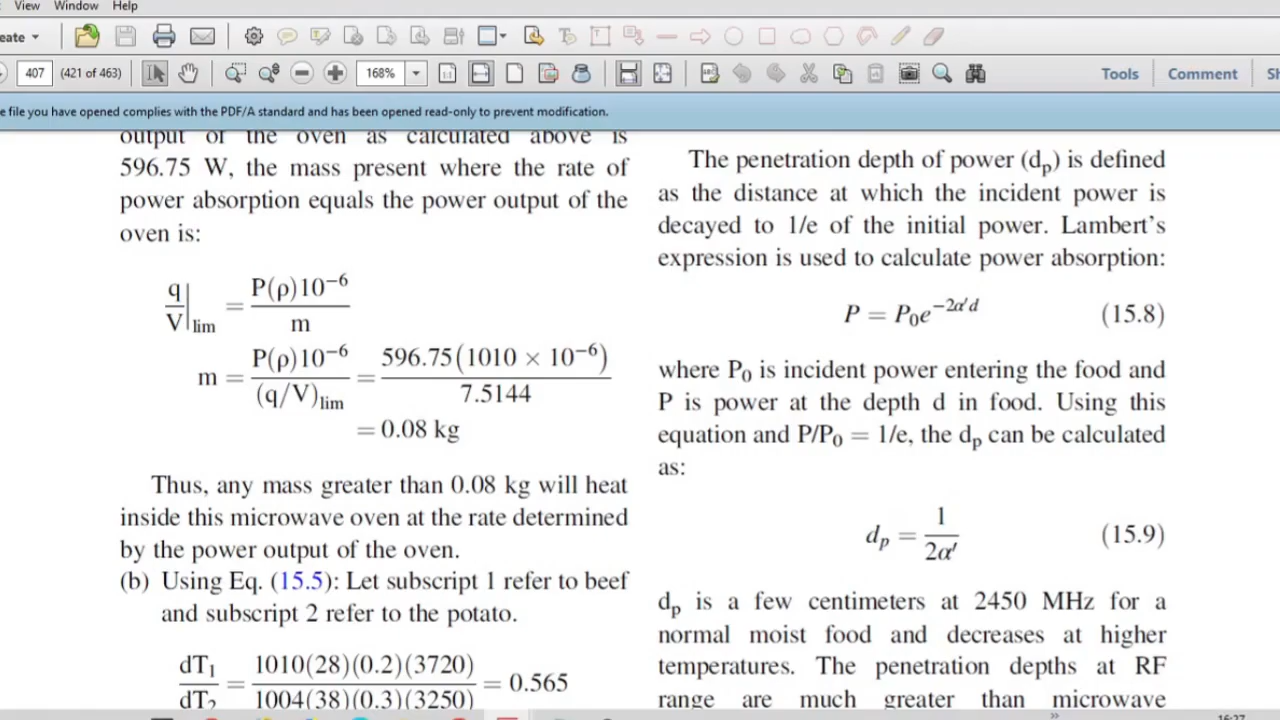 View Window Help
eate
407 (421 of 463) 168% Tools Comment
e file you have opened complies with the PDF/A standard and has been opened read-only to prevent modification.
output of the oven as calculated above is
596.75 W, the mass present where the rate of
power absorption equals the power output of the
oven is:
q/V|lim = P(ρ)10−6 / m
m = P(ρ)10−6 / (q/V)lim = 596.75(1010 × 10−6) / 7.5144
= 0.08 kg
Thus, any mass greater than 0.08 kg will heat
inside this microwave oven at the rate determined
by the power output of the oven.
(b) Using Eq. (15.5): Let subscript 1 refer to beef
and subscript 2 refer to the potato.
dT1/dT2 = 1010(28)(0.2)(3720) / 1004(38)(0.3)(3250) = 0.565
The penetration depth of power (dp) is defined
as the distance at which the incident power is
decayed to 1/e of the initial power. Lambert's
expression is used to calculate power absorption:
P = P0e−2α′d (15.8)
where P0 is incident power entering the food and
P is power at the depth d in food. Using this
equation and P/P0 = 1/e, the dp can be calculated
as:
dp = 1 / 2α′ (15.9)
dp is a few centimeters at 2450 MHz for a
normal moist food and decreases at higher
temperatures. The penetration depths at RF
range are much greater than microwave